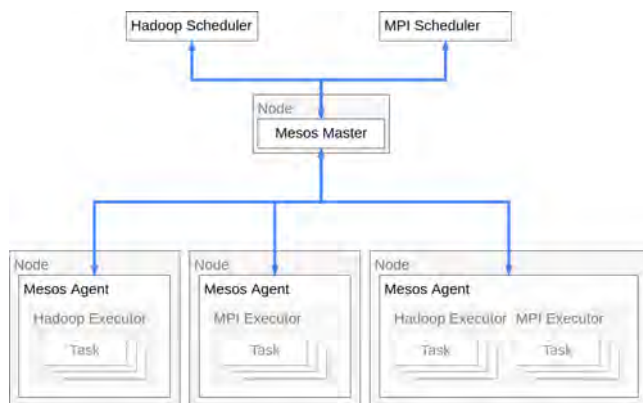 Hadoop Scheduler
MPI Scheduler
Node
Mesos Master
Node
Mesos Agent
Hadoop Executor
Task
Node
Mesos Agent
MPI Executor
Task
Node
Mesos Agent
Hadoop Executor MPI Executor
Task Task